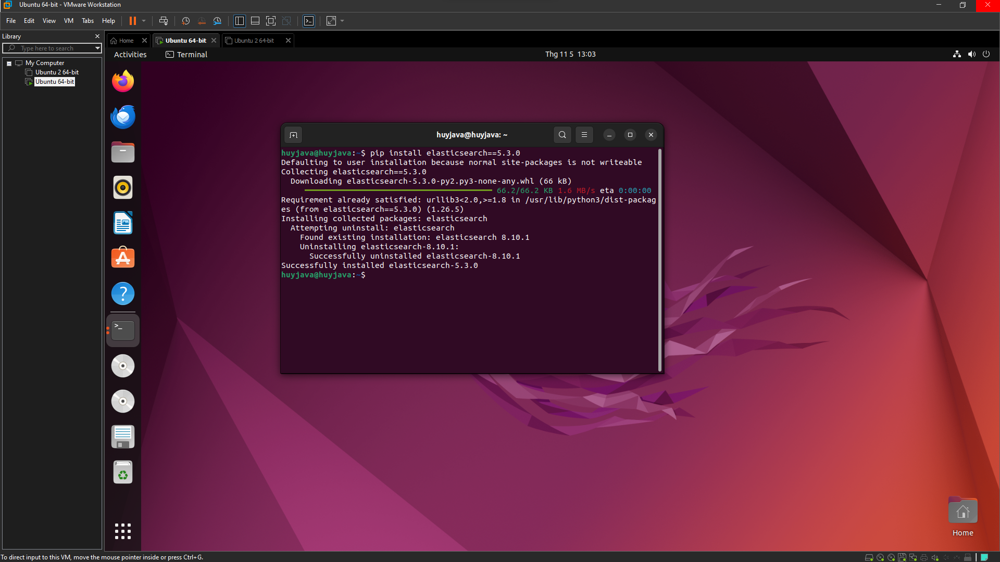 Ubuntu 64-bit - VMware Workstation
File Edit View VM Tabs Help
Library
Type here to search
My Computer
Ubuntu 2 64-bit
Ubuntu 64-bit
Home
Ubuntu 64-bit
Ubuntu 2 64-bit
Activities
Terminal
Thg 11 5 13:03
huyjava@huyjava: ~
huyjava@huyjava:~$ pip install elasticsearch==5.3.0
Defaulting to user installation because normal site-packages is not writeable
Collecting elasticsearch==5.3.0
Downloading elasticsearch-5.3.0-py2.py3-none-any.whl (66 kB)
66.2/66.2 KB 1.6 MB/s eta 0:00:00
Requirement already satisfied: urllib3<2.0,>=1.8 in /usr/lib/python3/dist-packag
es (from elasticsearch==5.3.0) (1.26.5)
Installing collected packages: elasticsearch
Attempting uninstall: elasticsearch
Found existing installation: elasticsearch 8.10.1
Uninstalling elasticsearch-8.10.1:
Successfully uninstalled elasticsearch-8.10.1
Successfully installed elasticsearch-5.3.0
huyjava@huyjava:~$
Home
To direct input to this VM, move the mouse pointer inside or press Ctrl+G.